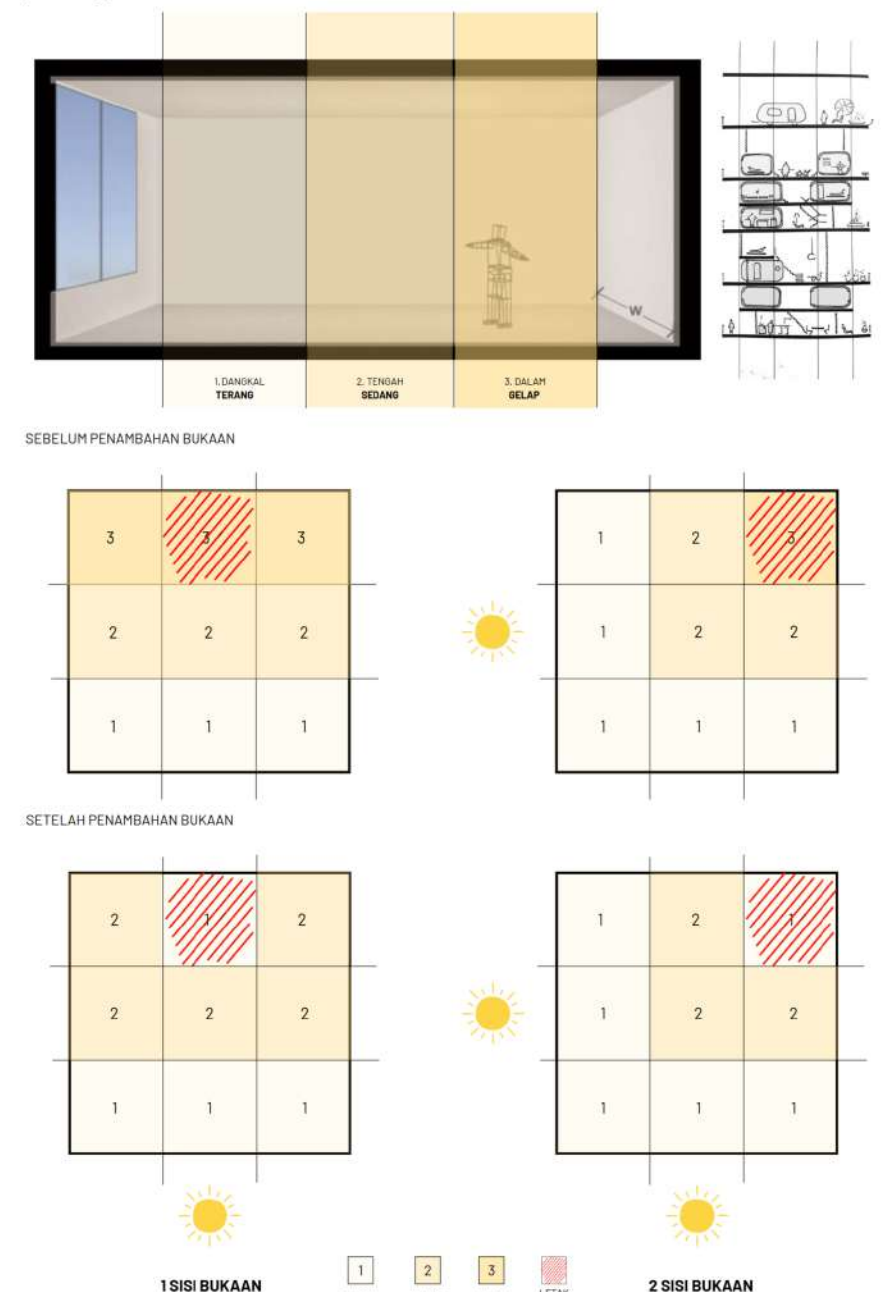 W
1. DANGKAL
TERANG
2. TENGAH
SEDANG
3. DALAM
GELAP
SEBELUM PENAMBAHAN BUKAAN
3 3 3
2 2 2
1 1 1
1 2 3
1 2 2
1 1 1
SETELAH PENAMBAHAN BUKAAN
2 1 2
2 2 2
1 1 1
1 2 1
1 2 2
1 1 1
1 2 3
1 SISI BUKAAN
2 SISI BUKAAN